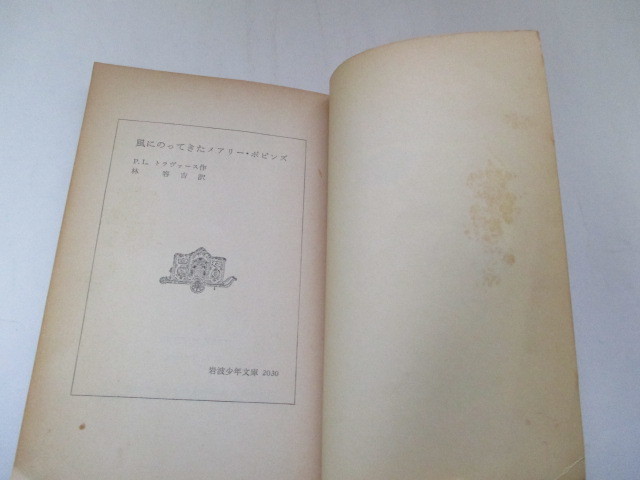 風にのってきたメアリー・ポピンズ
P.L. トラヴァース作
林 容吉訳
岩波少年文庫 2030